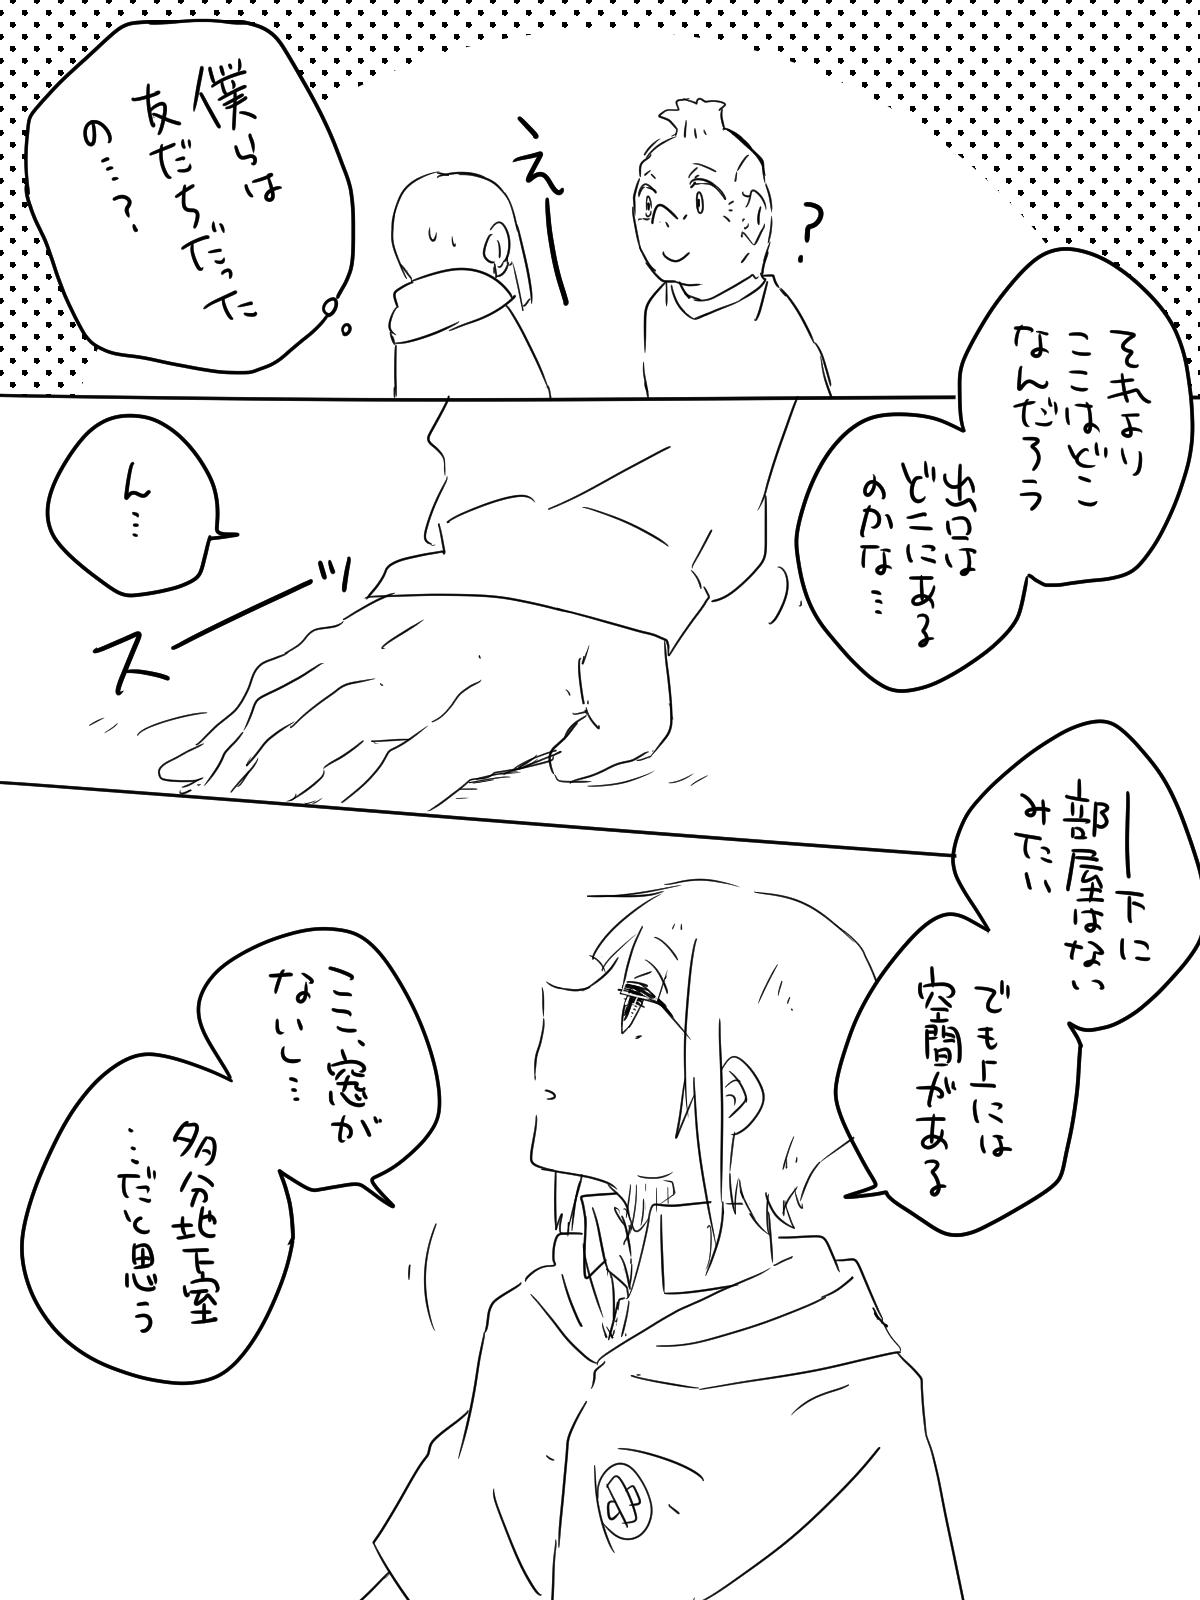 え、
？
僕らは
友だちだった
の…？
それより
ここはどこ
なんだろう
出口は
どこにある
のかな…
ん…
スーッ
―下に
部屋はない
みたい
でも上には
空間がある
ここ、窓が
ないし…
多分地下室
…だと思う